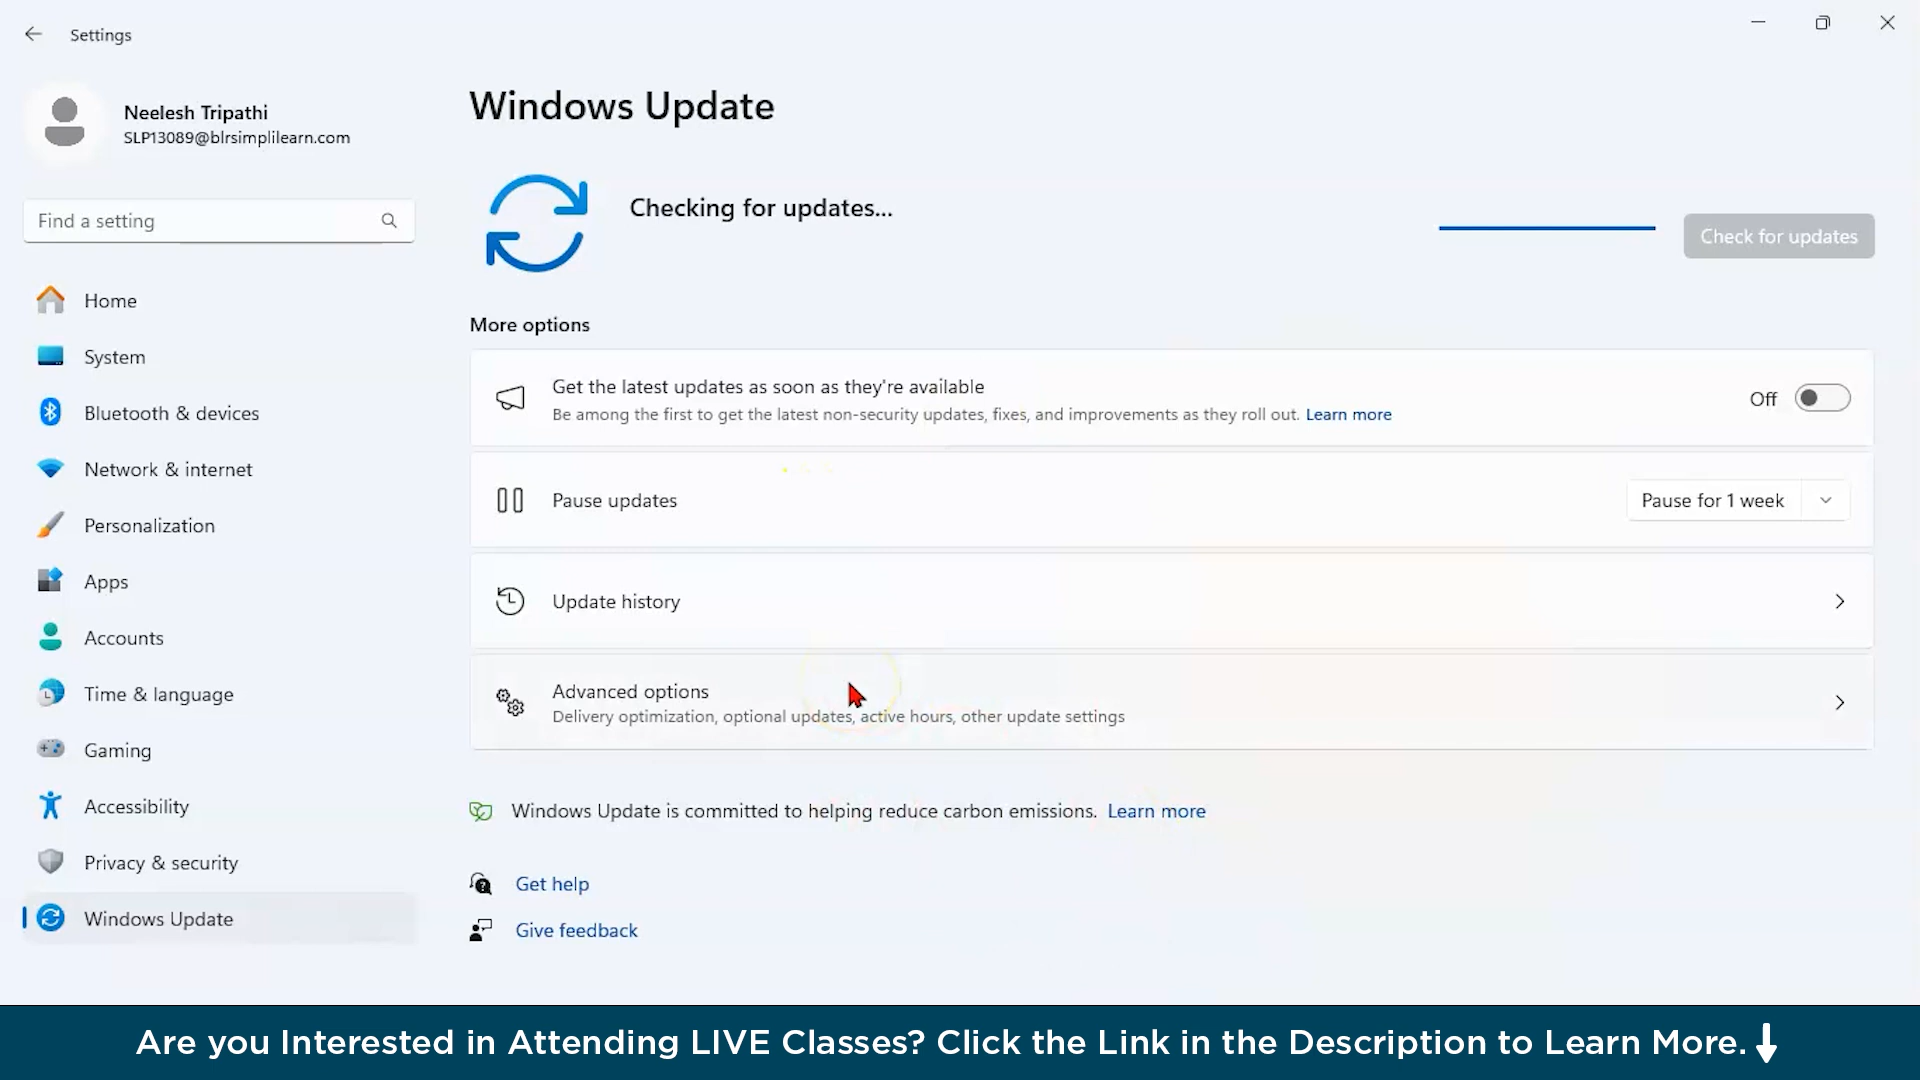 Settings
Neelesh Tripathi
SLP13089@blrsimplilearn.com
Find a setting
Home
System
Bluetooth & devices
Network & internet
Personalization
Apps
Accounts
Time & language
Gaming
Accessibility
Privacy & security
Windows Update
Windows Update
Checking for updates...
Check for updates
More options
Get the latest updates as soon as they're available
Be among the first to get the latest non-security updates, fixes, and improvements as they roll out. Learn more
Off
Pause updates
Pause for 1 week
Update history
Advanced options
Delivery optimization, optional updates, active hours, other update settings
Windows Update is committed to helping reduce carbon emissions. Learn more
Get help
Give feedback
Are you Interested in Attending LIVE Classes? Click the Link in the Description to Learn More.